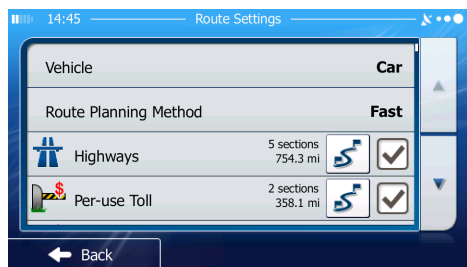 14:45 Route Settings
Vehicle Car
Route Planning Method Fast
Highways 5 sections
754.3 mi
Per-use Toll 2 sections
358.1 mi
Back